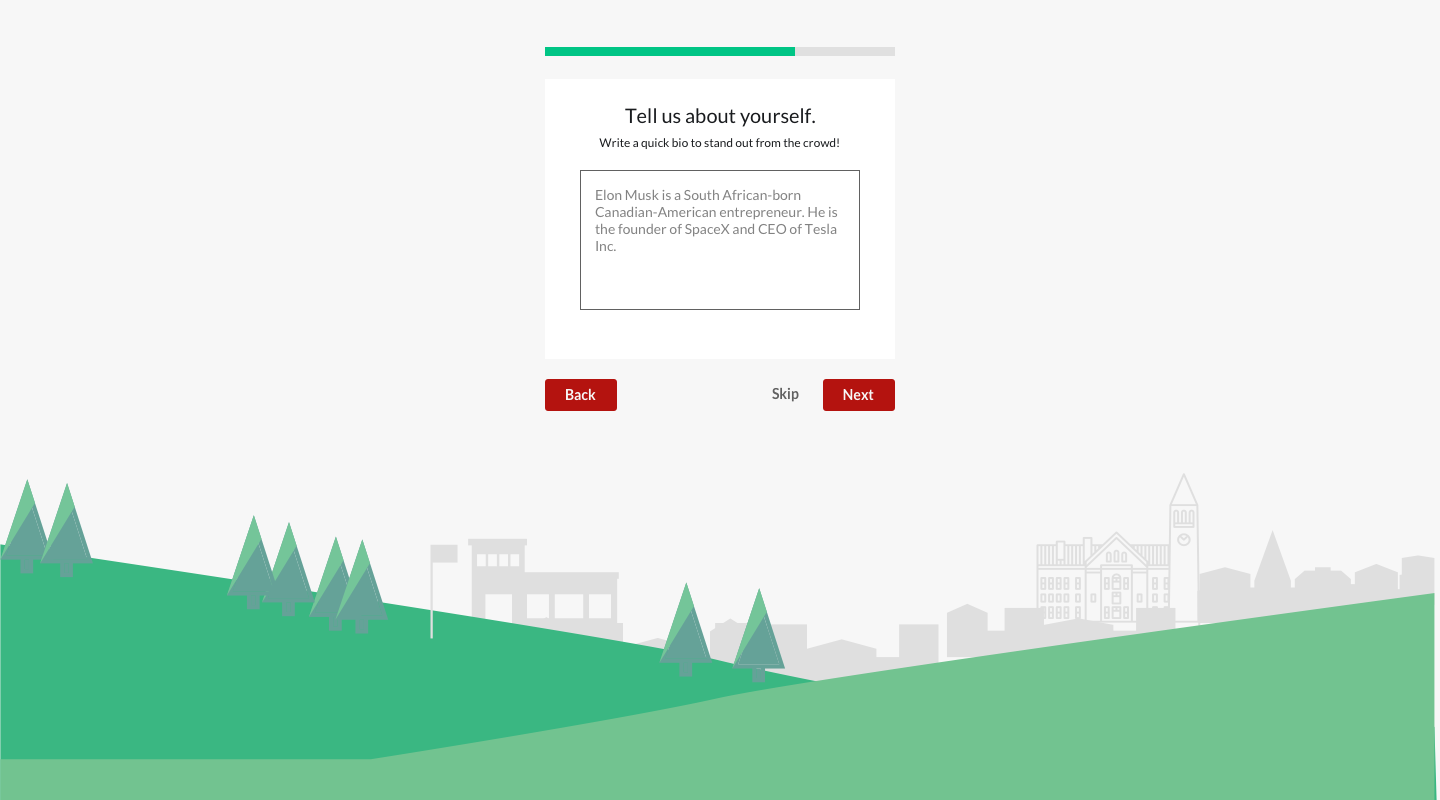 Tell us about yourself.
Write a quick bio to stand out from the crowd!
Elon Musk is a South African-born
Canadian-American entrepreneur. He is
the founder of SpaceX and CEO of Tesla
Inc.
Back
Skip
Next